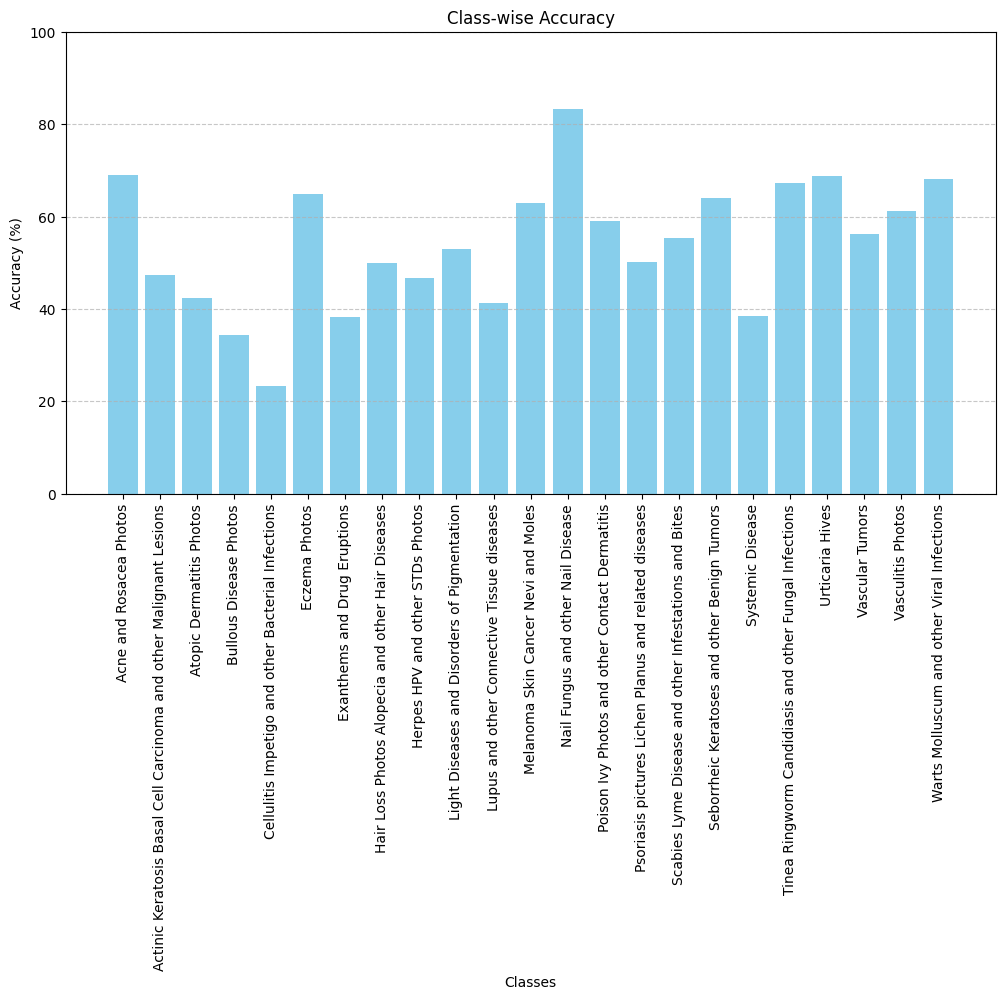 Class-wise Accuracy
100
80
60
40
20
0
Accuracy (%)
Acne and Rosacea Photos
Actinic Keratosis Basal Cell Carcinoma and other Malignant Lesions
Atopic Dermatitis Photos
Bullous Disease Photos
Cellulitis Impetigo and other Bacterial Infections
Eczema Photos
Exanthems and Drug Eruptions
Hair Loss Photos Alopecia and other Hair Diseases
Herpes HPV and other STDs Photos
Light Diseases and Disorders of Pigmentation
Lupus and other Connective Tissue diseases
Melanoma Skin Cancer Nevi and Moles
Nail Fungus and other Nail Disease
Poison Ivy Photos and other Contact Dermatitis
Psoriasis pictures Lichen Planus and related diseases
Scabies Lyme Disease and other Infestations and Bites
Seborrheic Keratoses and other Benign Tumors
Systemic Disease
Tinea Ringworm Candidiasis and other Fungal Infections
Urticaria Hives
Vascular Tumors
Vasculitis Photos
Warts Molluscum and other Viral Infections
Classes